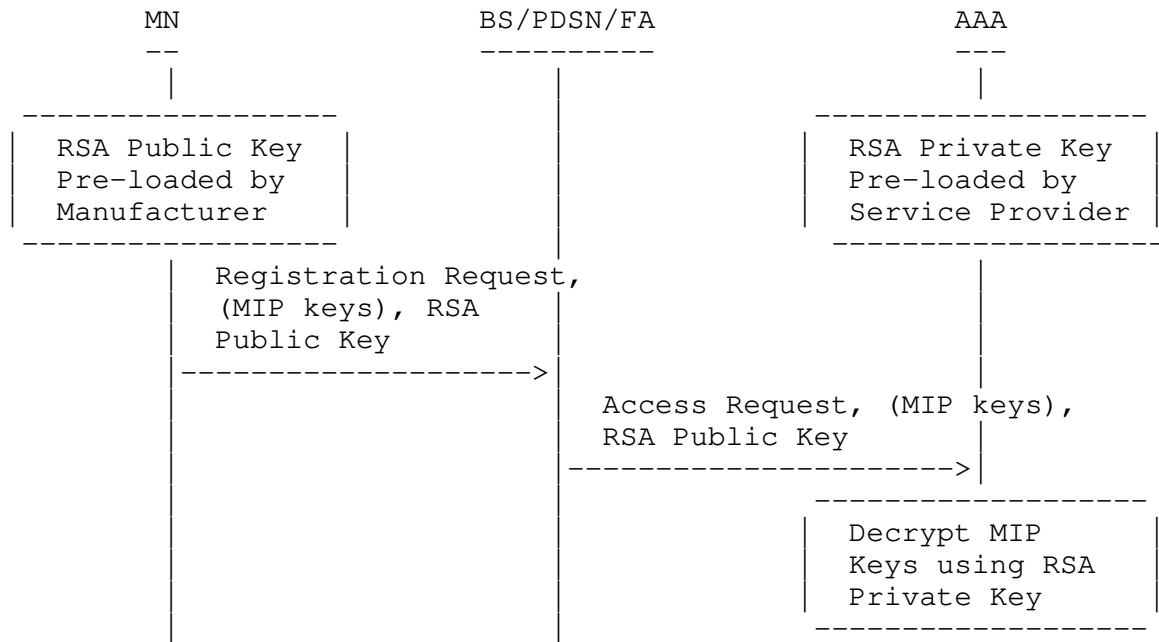 MN BS/PDSN/FA AAA
-- ---------- ---
RSA Public Key RSA Private Key
Pre-loaded by Pre-loaded by
Manufacturer Service Provider
Registration Request,
(MIP keys), RSA
Public Key
Access Request, (MIP keys),
RSA Public Key
Decrypt MIP
Keys using RSA
Private Key